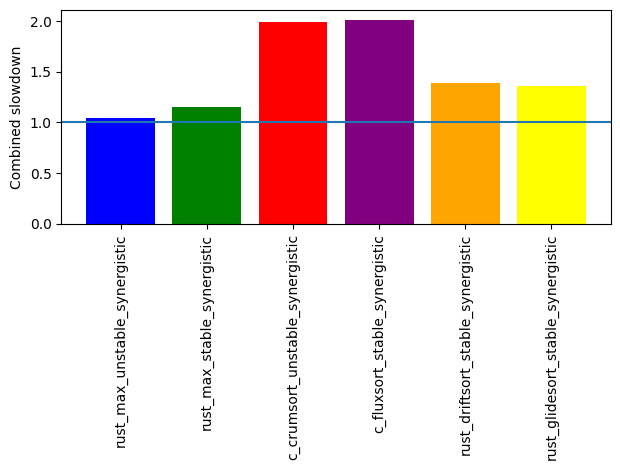 Combined slowdown
2.0
1.5
1.0
0.5
0.0
rust_max_unstable_synergistic
rust_max_stable_synergistic
c_crumsort_unstable_synergistic
c_fluxsort_stable_synergistic
rust_driftsort_stable_synergistic
rust_glidesort_stable_synergistic